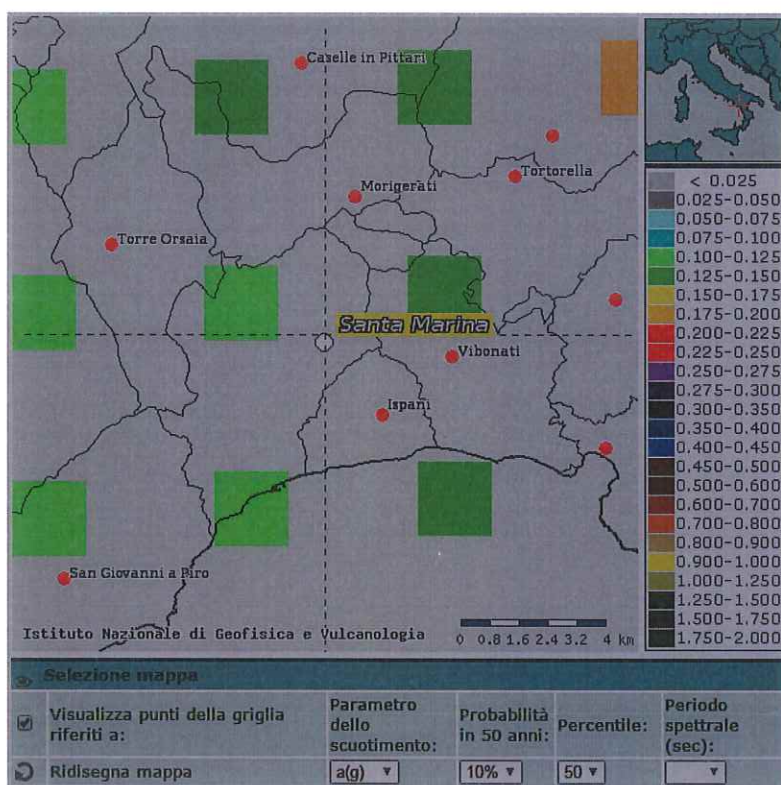 Caselle in Pittari
Tortorella
Morigerati
Torre Orsaia
Santa Marina
Vibonati
Ispani
San Giovanni a Piro
Istituto Nazionale di Geofisica e Vulcanologia
0 0.8 1.6 2.4 3.2 4 km
< 0.025
0.025-0.050
0.050-0.075
0.075-0.100
0.100-0.125
0.125-0.150
0.150-0.175
0.175-0.200
0.200-0.225
0.225-0.250
0.250-0.275
0.275-0.300
0.300-0.350
0.350-0.400
0.400-0.450
0.450-0.500
0.500-0.600
0.600-0.700
0.700-0.800
0.800-0.900
0.900-1.000
1.000-1.250
1.250-1.500
1.500-1.750
1.750-2.000
Selezione mappa
Visualizza punti della griglia
riferiti a:
Parametro
dello
scuotimento:
Probabilità
in 50 anni:
Percentile:
Periodo
spettrale
(sec):
Ridisegna mappa
a(g)
10%
50